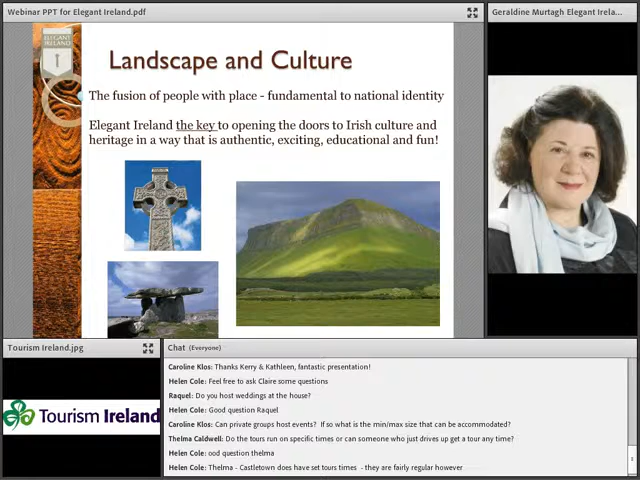 Webinar PPT for Elegant Ireland.pdf
Geraldine Murtagh Elegant Irela...
ELEGANT
IRELAND
Landscape and Culture
The fusion of people with place - fundamental to national identity
Elegant Ireland the key to opening the doors to Irish culture and
heritage in a way that is authentic, exciting, educational and fun!
Tourism Ireland.jpg
Tourism Ireland
Chat (Everyone)
Caroline Klos: Thanks Kerry & Kathleen, fantastic presentation!
Helen Cole: Feel free to ask Claire some questions
Raquel: Do you host weddings at the house?
Helen Cole: Good question Raquel
Caroline Klos: Can private groups host events? If so what is the min/max size that can be accommodated?
Thelma Caldwell: Do the tours run on specific times or can someone who just drives up get a tour any time?
Helen Cole: ood question thelma
Helen Cole: Thelma - Castletown does have set tours times - they are fairly regular however